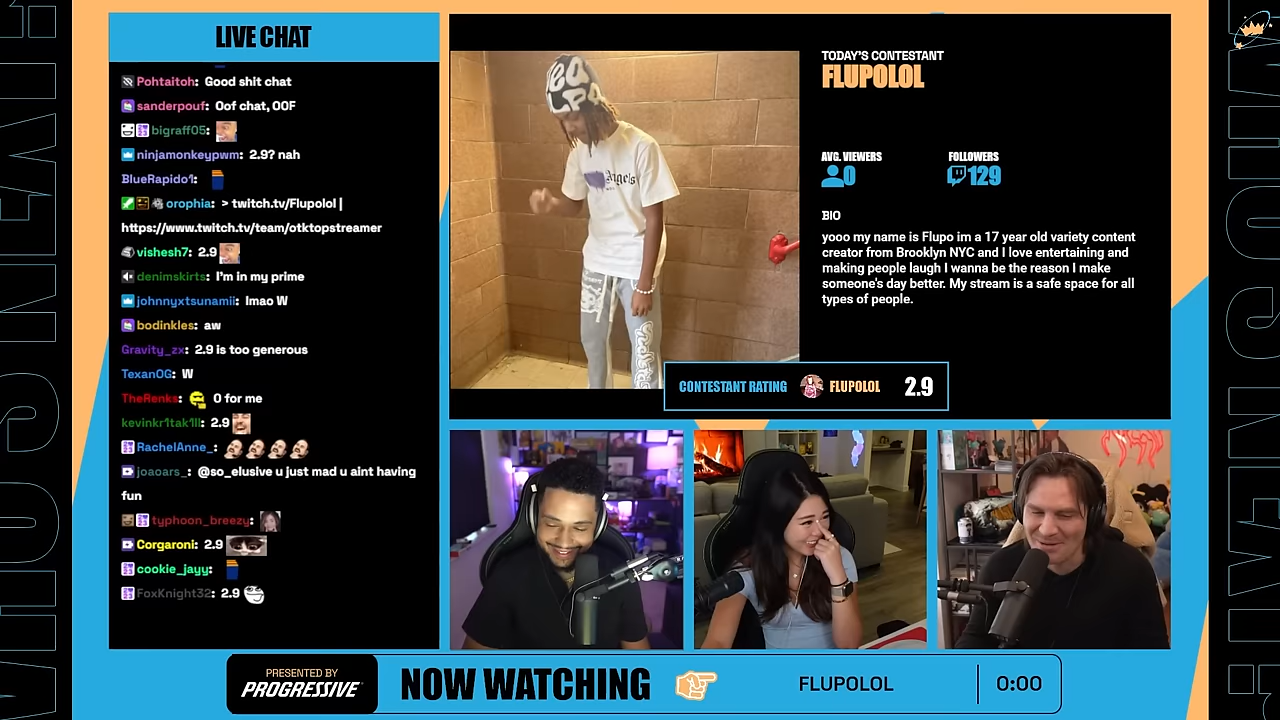 LIVE CHAT
Pohtaitoh: Good shit chat
sanderpouf: Oof chat, OOF
bigraff05:
ninjamonkeypwm: 2.9? nah
BlueRapido1:
orophia: > twitch.tv/Flupolol |
https://www.twitch.tv/team/otktopstreamer
vishesh7: 2.9
denimskirts: I'm in my prime
johnnyxtsunamii: lmao W
bodinkles: aw
Gravity_zx: 2.9 is too generous
TexanOG: W
TheRenks: 0 for me
kevinkr1tak1ll: 2.9
RachelAnne_:
joaoars_: @so_elusive u just mad u aint having
fun
typhoon_breezy:
Corgaroni: 2.9
cookie_jayy:
FoxKnight32: 2.9
TODAY'S CONTESTANT
FLUPOLOL
AVG. VIEWERS
0
FOLLOWERS
129
BIO
yooo my name is Flupo im a 17 year old variety content
creator from Brooklyn NYC and I love entertaining and
making people laugh I wanna be the reason I make
someone's day better. My stream is a safe space for all
types of people.
Angels
CONTESTANT RATING FLUPOLOL 2.9
PRESENTED BY
PROGRESSIVE
NOW WATCHING
FLUPOLOL
0:00